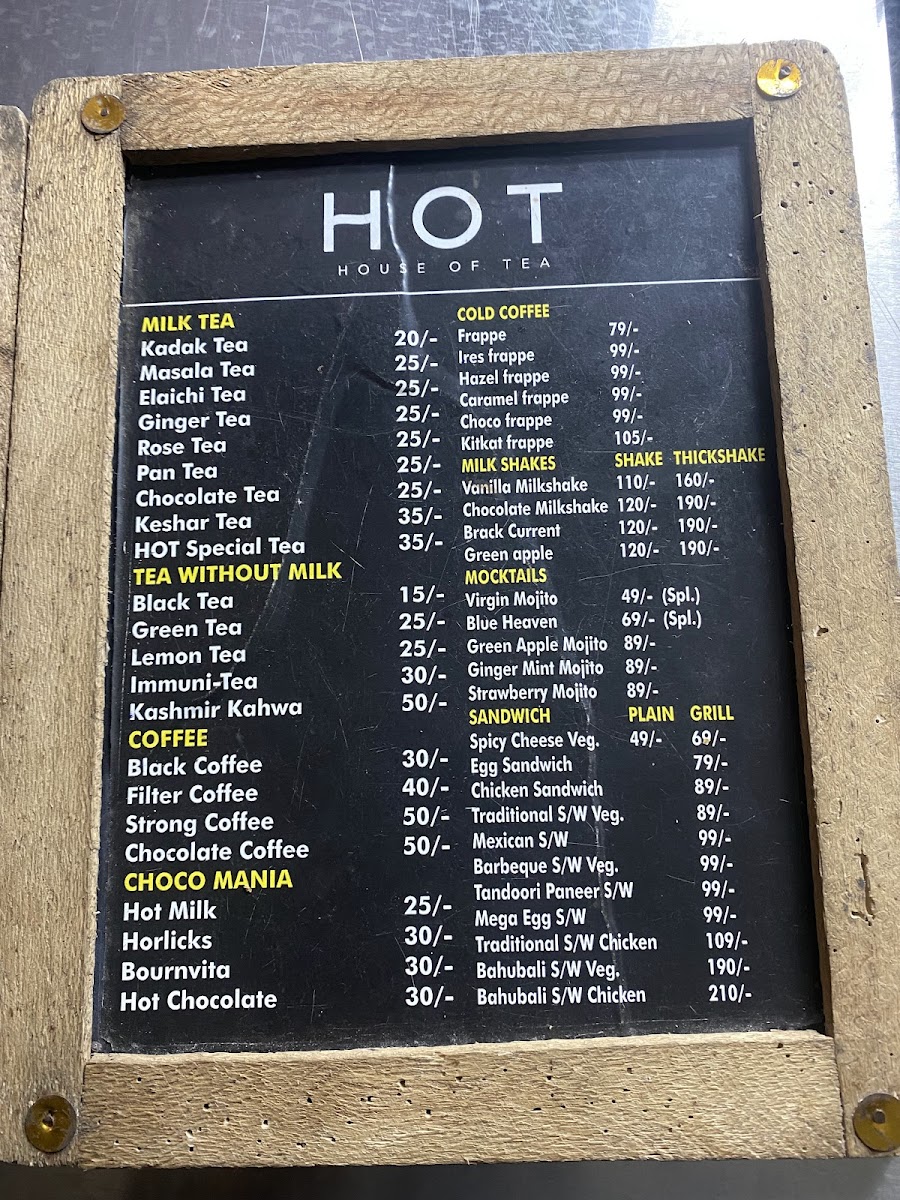 HOT
HOUSE OF TEA
MILK TEA
Kadak Tea 20/-
Masala Tea 25/-
Elaichi Tea 25/-
Ginger Tea 25/-
Rose Tea 25/-
Pan Tea 25/-
Chocolate Tea 25/-
Keshar Tea 35/-
HOT Special Tea 35/-
TEA WITHOUT MILK
Black Tea 15/-
Green Tea 25/-
Lemon Tea 25/-
Immuni-Tea 30/-
Kashmir Kahwa 50/-
COFFEE
Black Coffee 30/-
Filter Coffee 40/-
Strong Coffee 50/-
Chocolate Coffee 50/-
CHOCO MANIA
Hot Milk 25/-
Horlicks 30/-
Bournvita 30/-
Hot Chocolate 30/-
COLD COFFEE
Frappe 79/-
Ires frappe 99/-
Hazel frappe 99/-
Caramel frappe 99/-
Choco frappe 99/-
Kitkat frappe 105/-
MILK SHAKES SHAKE THICKSHAKE
Vanilla Milkshake 110/- 160/-
Chocolate Milkshake 120/- 190/-
Brack Current 120/- 190/-
Green apple 120/- 190/-
MOCKTAILS
Virgin Mojito 49/- (Spl.)
Blue Heaven 69/- (Spl.)
Green Apple Mojito 89/-
Ginger Mint Mojito 89/-
Strawberry Mojito 89/-
SANDWICH PLAIN GRILL
Spicy Cheese Veg. 49/- 69/-
Egg Sandwich 79/-
Chicken Sandwich 89/-
Traditional S/W Veg. 89/-
Mexican S/W 99/-
Barbeque S/W Veg. 99/-
Tandoori Paneer S/W 99/-
Mega Egg S/W 99/-
Traditional S/W Chicken 109/-
Bahubali S/W Veg. 190/-
Bahubali S/W Chicken 210/-